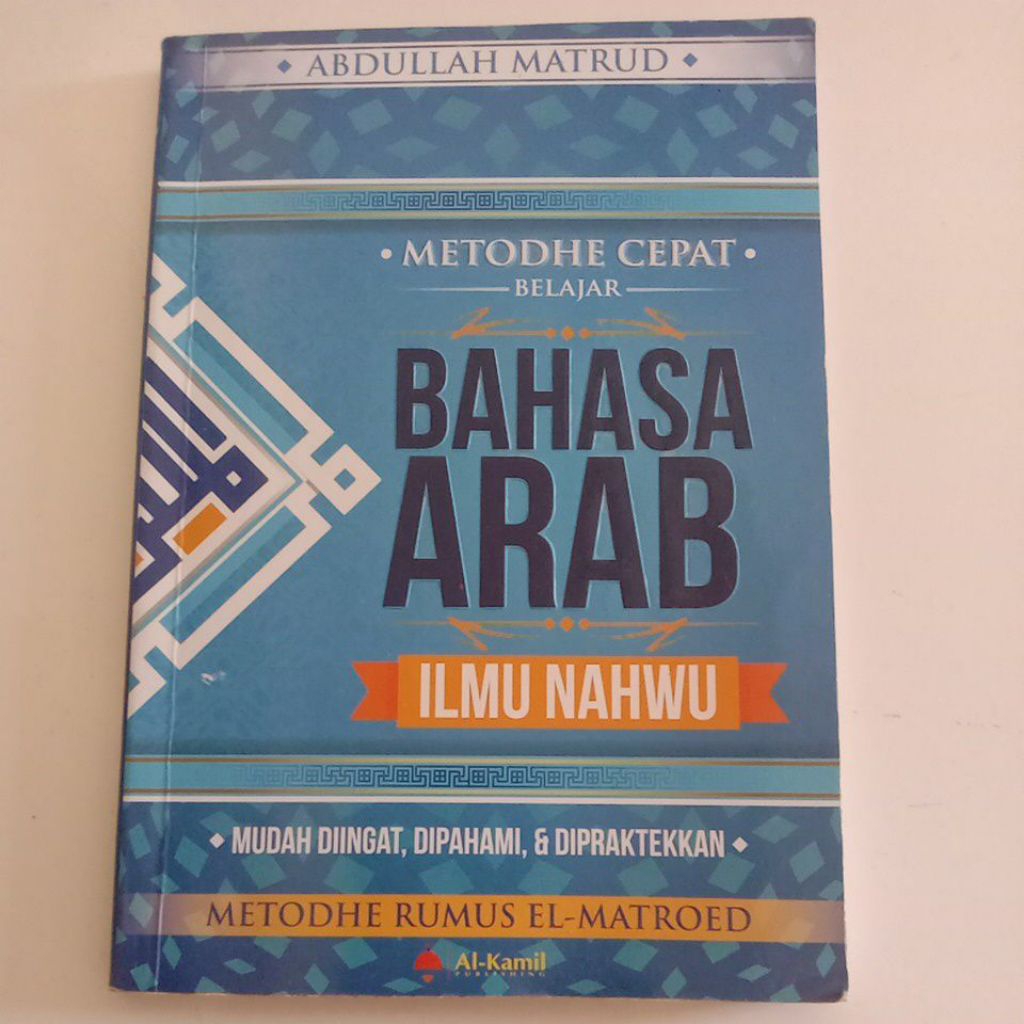 ABDULLAH MATRUD
METODHE CEPAT
BELAJAR
BAHASA
ARAB
ILMU NAHWU
MUDAH DIINGAT, DIPAHAMI, & DIPRAKTEKKAN
METODHE RUMUS EL-MATROED
Al-Kamil
PUBLISHING